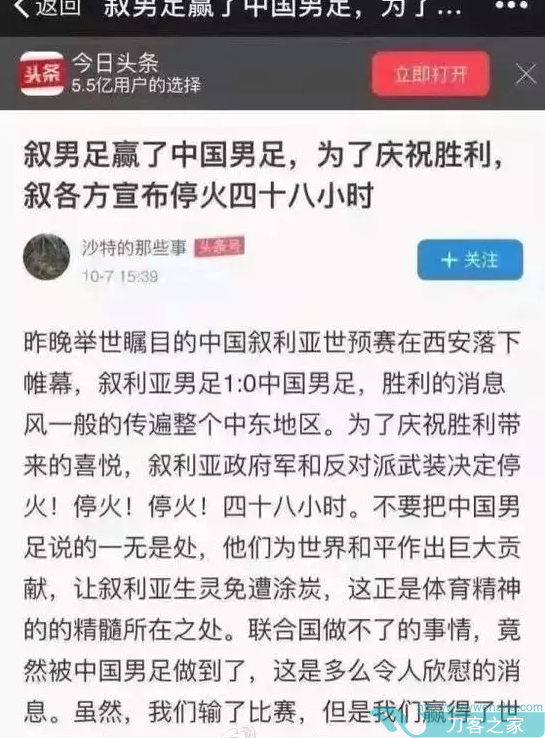 返回 叙男足赢了中国男足，为了... •••
头条 今日头条
5.5亿用户的选择
立即打开
叙男足赢了中国男足，为了庆祝胜利，
叙各方宣布停火四十八小时
沙特的那些事 头条号
10-7 15:39
+ 关注
昨晚举世瞩目的中国叙利亚世预赛在西安落下
帷幕，叙利亚男足1:0中国男足，胜利的消息
风一般的传遍整个中东地区。为了庆祝胜利带
来的喜悦，叙利亚政府军和反对派武装决定停
火！停火！停火！四十八小时。不要把中国男
足说的一无是处，他们为世界和平作出巨大贡
献，让叙利亚生灵免遭涂炭，这正是体育精神
的的精髓所在之处。联合国做不了的事情，竟
然被中国男足做到了，这是多么令人欣慰的消
息。虽然，我们输了比赛，但是我们赢得了世
刀客之家